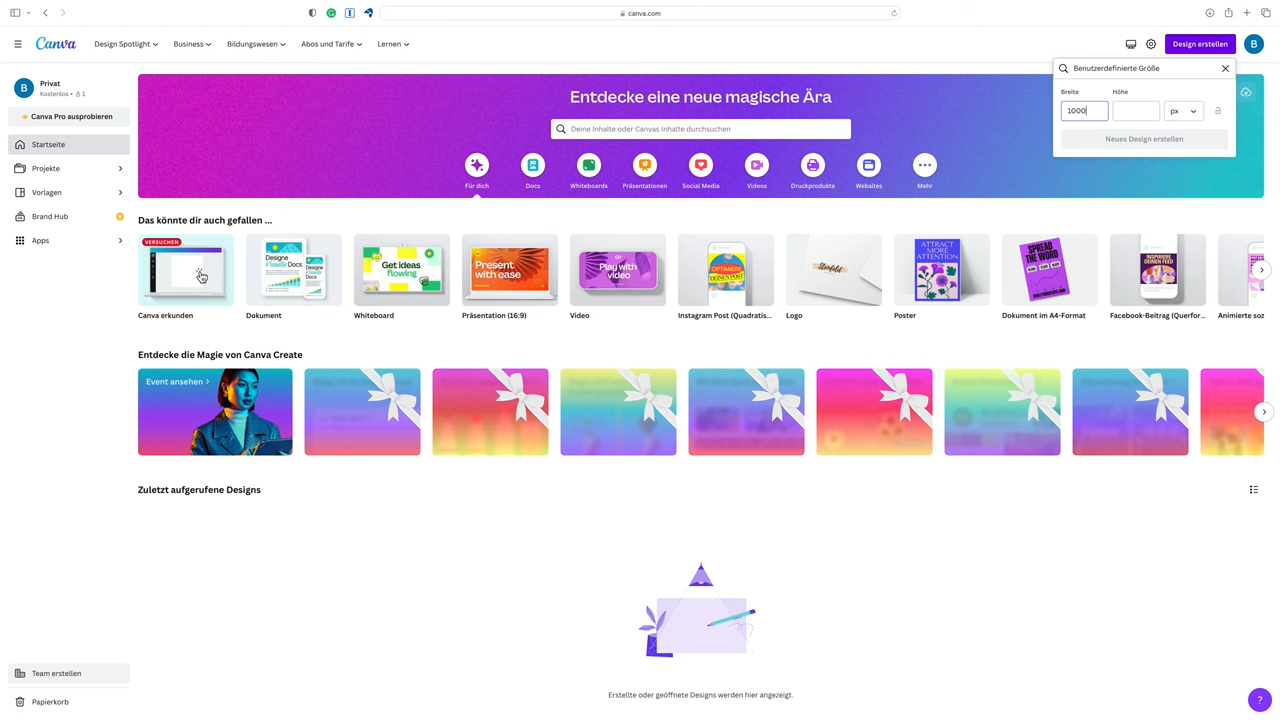 canva.com
Canva
Design Spotlight
Business
Bildungswesen
Abos und Tarife
Lernen
Design erstellen
B
B
Privat
Kostenlos • 1
Canva Pro ausprobieren
Startseite
Projekte
Vorlagen
Brand Hub
Apps
Team erstellen
Papierkorb
Benutzerdefinierte Größe
Breite
Höhe
1000
px
Neues Design erstellen
Entdecke eine neue magische Ära
Deine Inhalte oder Canvas Inhalte durchsuchen
Für dich
Docs
Whiteboards
Präsentationen
Social Media
Videos
Druckprodukte
Websites
Mehr
Das könnte dir auch gefallen ...
VERSUCHEN
Canva erkunden
Dokument
Get ideas
flowing
Whiteboard
Present
with ease
Präsentation (16:9)
Play with
video
Video
OPTIMIERE
DEINEN POST
Instagram Post (Quadratis...
Logo
ATTRACT
MORE
ATTENTION
Poster
SPREAD
THE
WORD
Dokument im A4-Format
INSPIRIERE
DEINEN FEED
Facebook-Beitrag (Querfor...
Animierte soz
Entdecke die Magie von Canva Create
Event ansehen
Zuletzt aufgerufene Designs
Erstellte oder geöffnete Designs werden hier angezeigt.
?